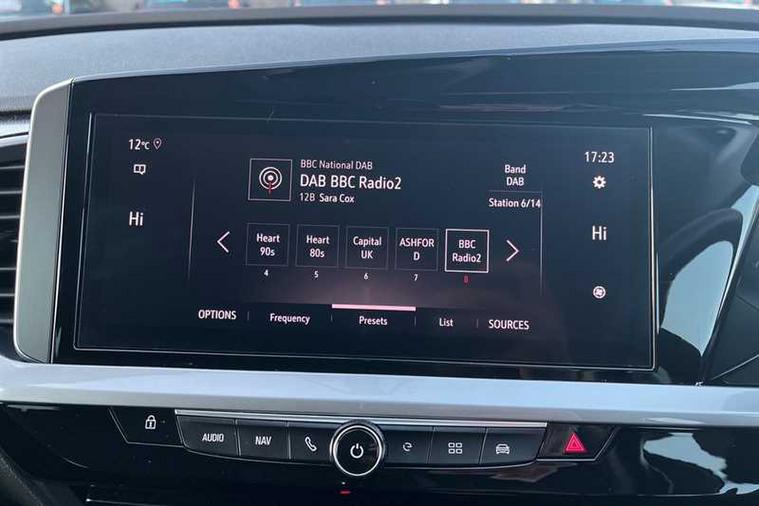 12°C
17:23
BBC National DAB
DAB BBC Radio2
12B Sara Cox
Band
DAB
Station 6/14
Hi
Hi
Heart
90s
Heart
80s
Capital
UK
ASHFOR
D
BBC
Radio2
4
5
6
7
8
OPTIONS
Frequency
Presets
List
SOURCES
AUDIO
NAV